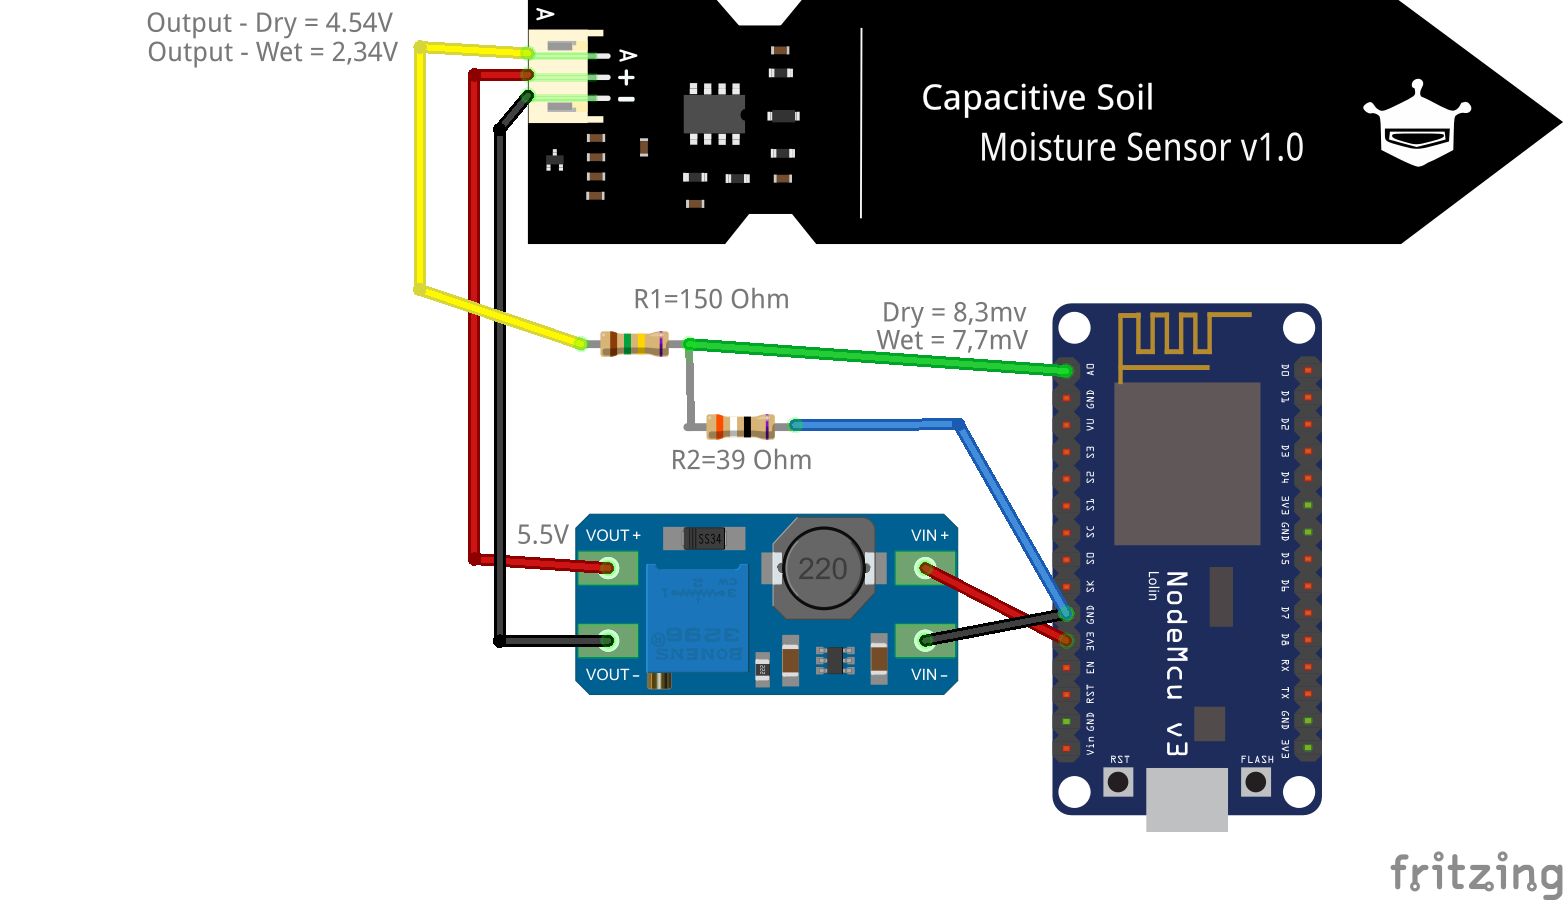 Output - Dry = 4.54V
Output - Wet = 2,34V
A
A
+
-
Capacitive Soil
Moisture Sensor v1.0
R1=150 Ohm
Dry = 8,3mv
Wet = 7,7mV
R2=39 Ohm
5.5V
VOUT +
VIN +
SS34
220
3296
BONENS
VOUT -
VIN -
A0
GND
VU
S3
S2
S1
SC
S0
SK
GND
3V3
EN
RST
GND
Vin
D0
D1
D2
D3
D4
3V3
GND
D5
D6
D7
D8
RX
TX
GND
3V3
Lolin
NodeMcu v3
RST
FLASH
fritzing